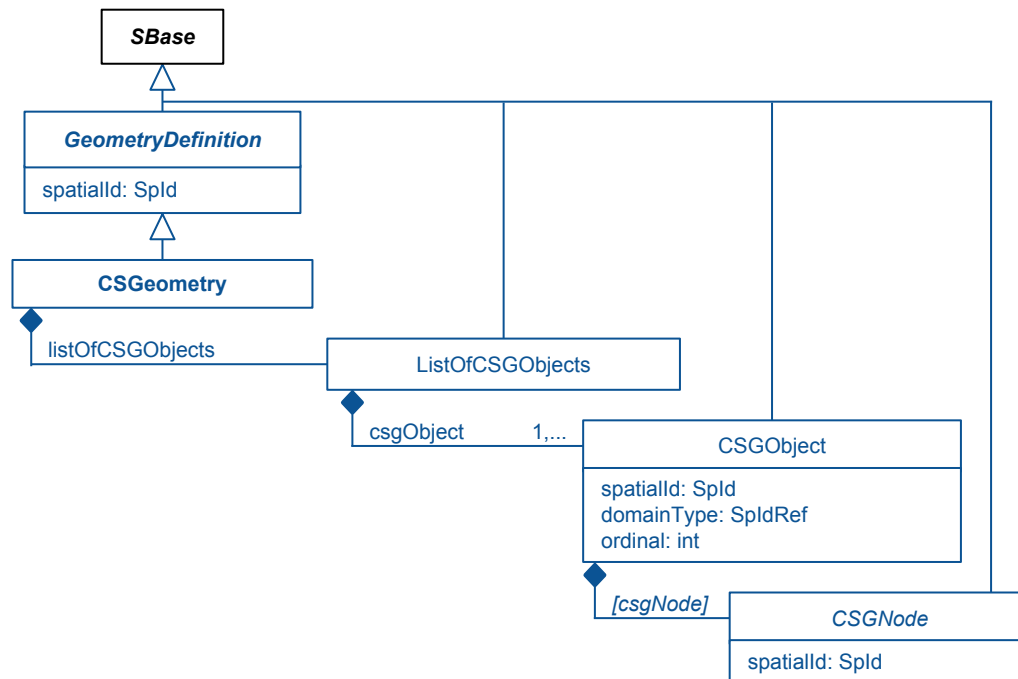 SBase
GeometryDefinition
spatialId: SpId
CSGeometry
listOfCSGObjects
ListOfCSGObjects
csgObject 1,...
CSGObject
spatialId: SpId
domainType: SpIdRef
ordinal: int
[csgNode]
CSGNode
spatialId: SpId